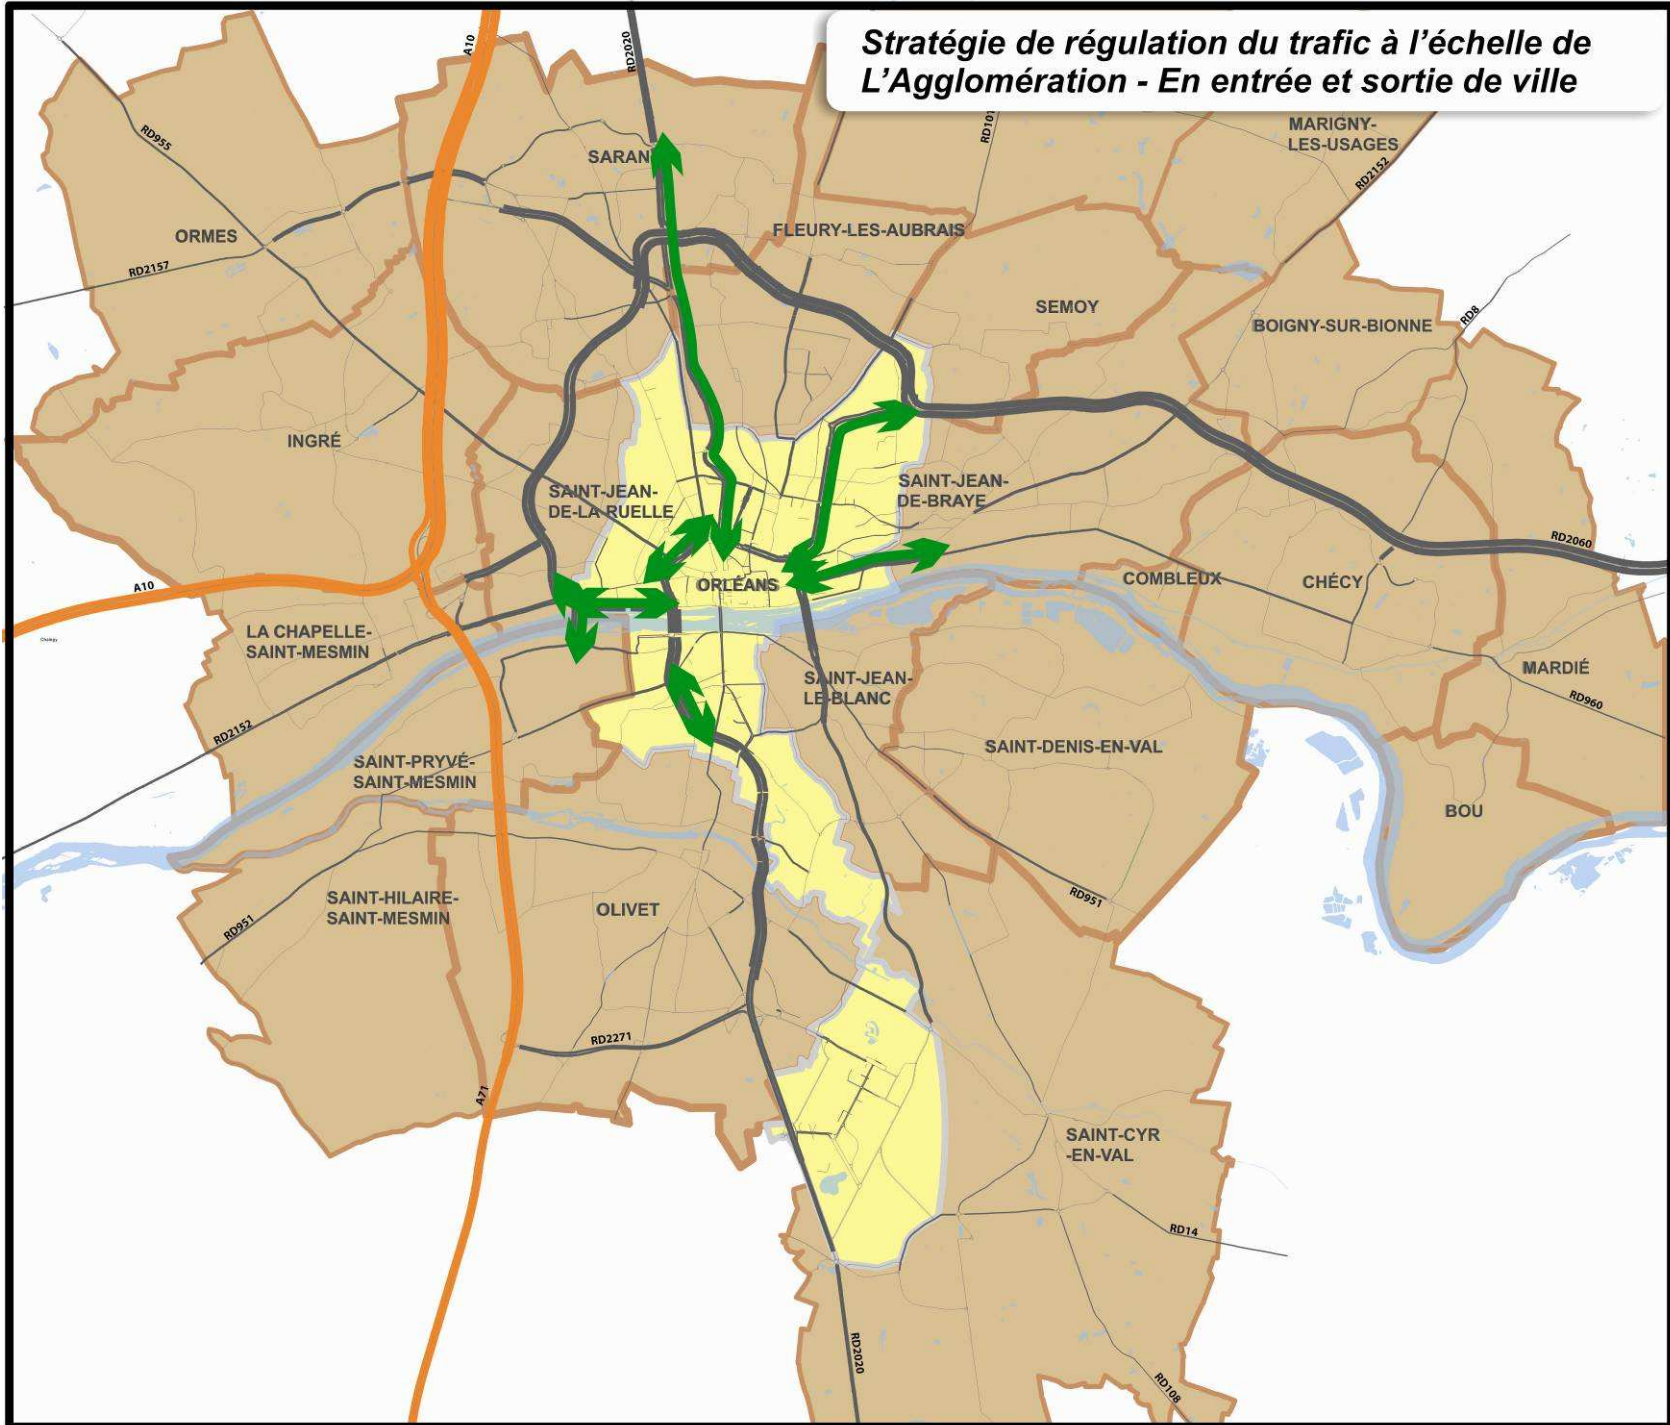 Stratégie de régulation du trafic à l’échelle de
L’Agglomération - En entrée et sortie de ville
A10
RD2020
RD955
SARAN
MARIGNY-
LES-USAGES
RD2152
ORMES
RD2157
FLEURY-LES-AUBRAIS
SEMOY
BOIGNY-SUR-BIONNE
RD8
INGRÉ
SAINT-JEAN-
DE-LA-RUELLE
SAINT-JEAN-
DE-BRAYE
RD2060
A10
ORLÉANS
COMBLEUX
CHÉCY
LA CHAPELLE-
SAINT-MESMIN
MARDIÉ
RD960
SAINT-JEAN-
LE-BLANC
RD2152
SAINT-DENIS-EN-VAL
SAINT-PRYVÉ-
SAINT-MESMIN
BOU
SAINT-HILAIRE-
SAINT-MESMIN
OLIVET
RD951
RD951
RD2271
A71
SAINT-CYR
-EN-VAL
RD14
RD2020
RD108